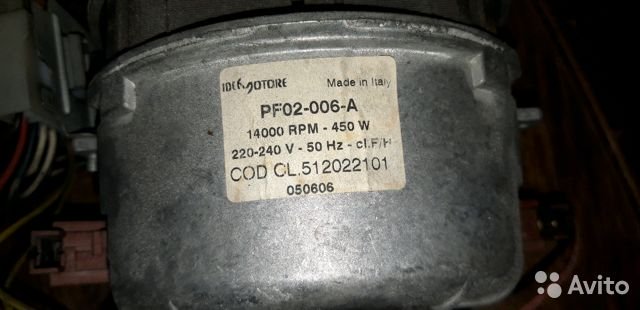 IDEA MOTORE Made in Italy
PF02-006-A
14000 RPM - 450 W
220-240 V - 50 Hz - cl.F/H
COD CL.512022101
050606
Avito